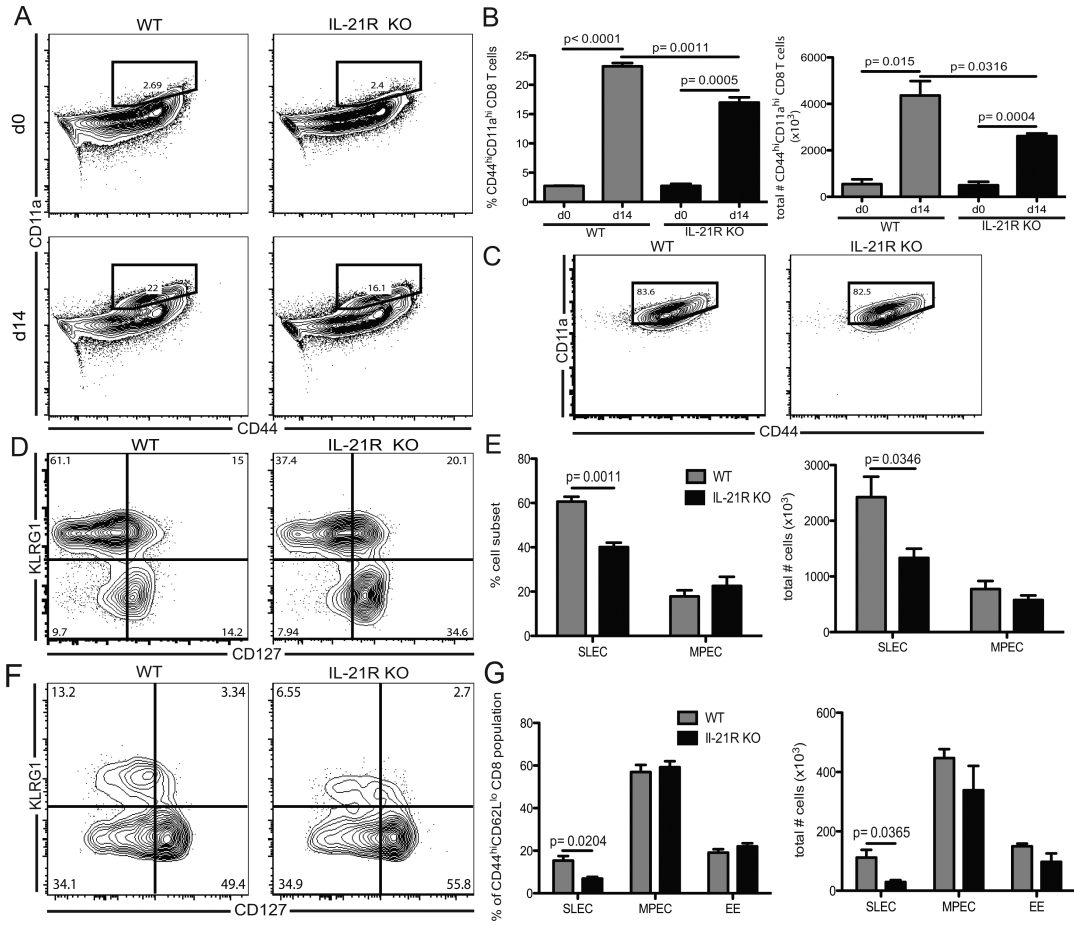 A
WT
IL-21R KO
2.69
2.4
d0
CD11a
22
16.1
d14
CD44
B
p< 0.0001
p= 0.0011
p= 0.0005
25
20
15
10
5
0
% CD44hiCD11ahi CD8 T cells
d0
d14
d0
d14
WT
IL-21R KO
p= 0.015
p= 0.0316
p= 0.0004
6000
4000
2000
0
total # CD44hiCD11ahi CD8 T cells
(x103)
d0
d14
d0
d14
WT
IL-21R KO
C
WT
IL-21R KO
83.6
82.5
CD11a
CD44
D
WT
IL-21R KO
61.1
15
37.4
20.1
KLRG1
9.7
14.2
7.94
34.6
CD127
E
p= 0.0011
WT
IL-21R KO
80
60
40
20
0
% cell subset
SLEC
MPEC
p= 0.0346
3000
2000
1000
0
total # cells (x103)
SLEC
MPEC
F
WT
IL-21R KO
13.2
3.34
6.55
2.7
KLRG1
34.1
49.4
34.9
55.8
CD127
G
WT
Il-21R KO
80
60
40
20
0
% of CD44hiCD62Llo CD8 population
p= 0.0204
SLEC
MPEC
EE
600
400
200
0
total # cells (x103)
p= 0.0365
SLEC
MPEC
EE